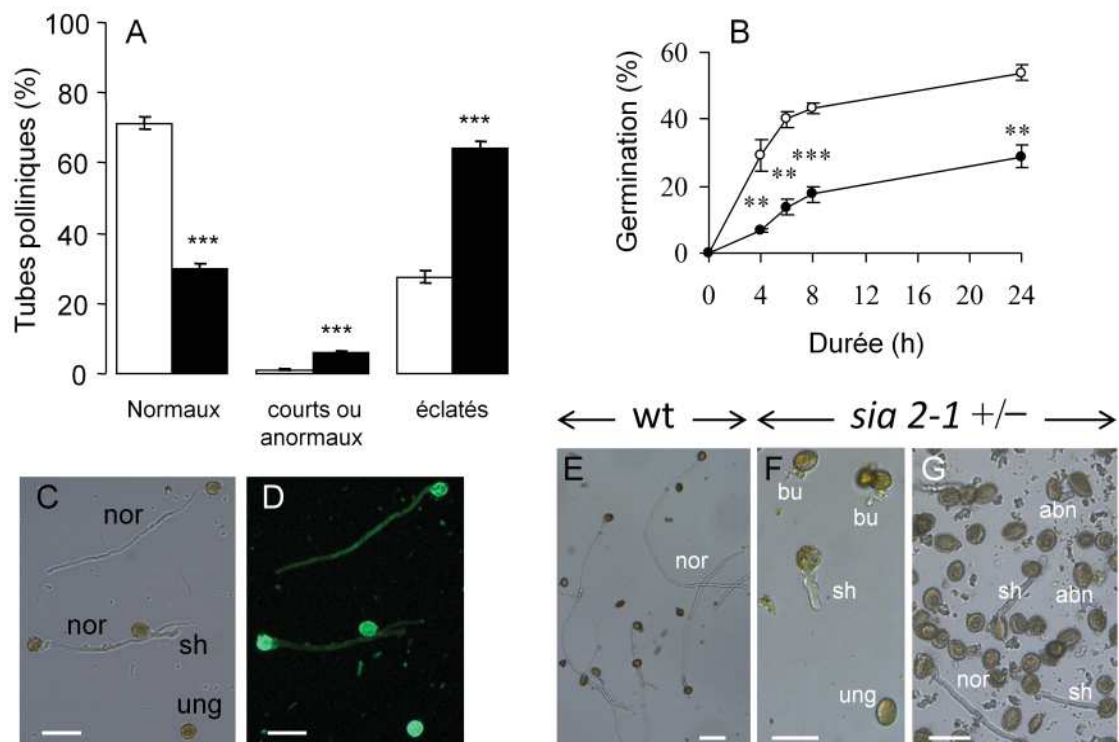 A
Tubes polliniques (%)
100
80
60
40
20
0
***
***
***
Normaux
courts ou
anormaux
éclatés
B
Germination (%)
60
40
20
0
**
**
***
**
0 4 8 12 16 20 24
Durée (h)
wt
sia 2-1 +/−
C
nor
nor
sh
ung
D
E
nor
F
bu
bu
sh
ung
G
abn
sh
abn
nor
sh